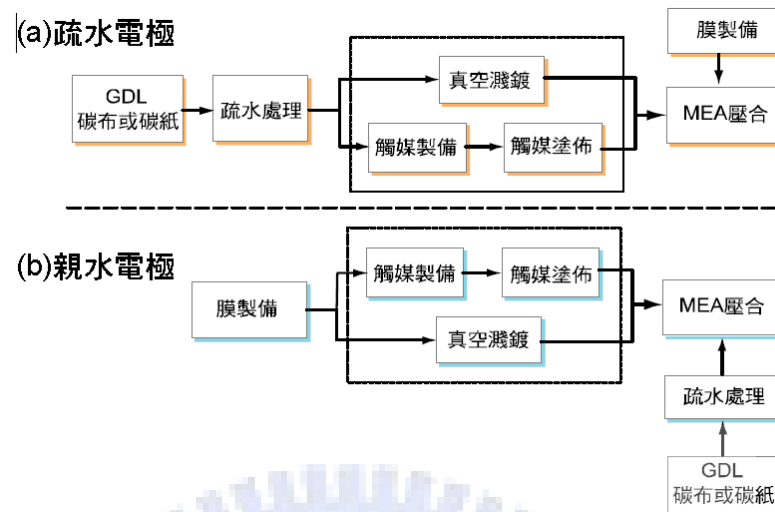 (a)疏水電極
膜製備
GDL
碳布或碳紙
疏水處理
真空濺鍍
觸媒製備
觸媒塗佈
MEA壓合
(b)親水電極
膜製備
觸媒製備
觸媒塗佈
真空濺鍍
MEA壓合
疏水處理
GDL
碳布或碳紙